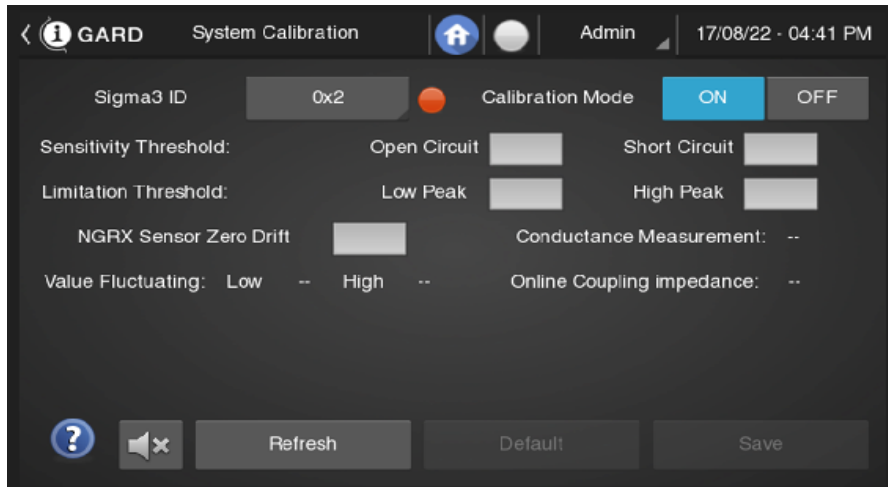 i GARD System Calibration Admin 17/08/22 - 04:41 PM
Sigma3 ID 0x2 Calibration Mode ON OFF
Sensitivity Threshold: Open Circuit Short Circuit
Limitation Threshold: Low Peak High Peak
NGRX Sensor Zero Drift Conductance Measurement: --
Value Fluctuating: Low -- High -- Online Coupling impedance: --
? Refresh Default Save